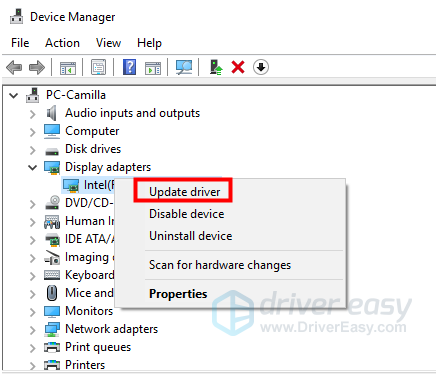 Device Manager
File Action View Help
PC-Camilla
Audio inputs and outputs
Computer
Disk drives
Display adapters
Intel(
Update driver
DVD/CD-
Disable device
Human In
Uninstall device
IDE ATA/A
Imaging
Scan for hardware changes
Keyboard
Mice and
Properties
Monitors
Network adapters
Print queues
Printers
driver easy
www.DriverEasy.com